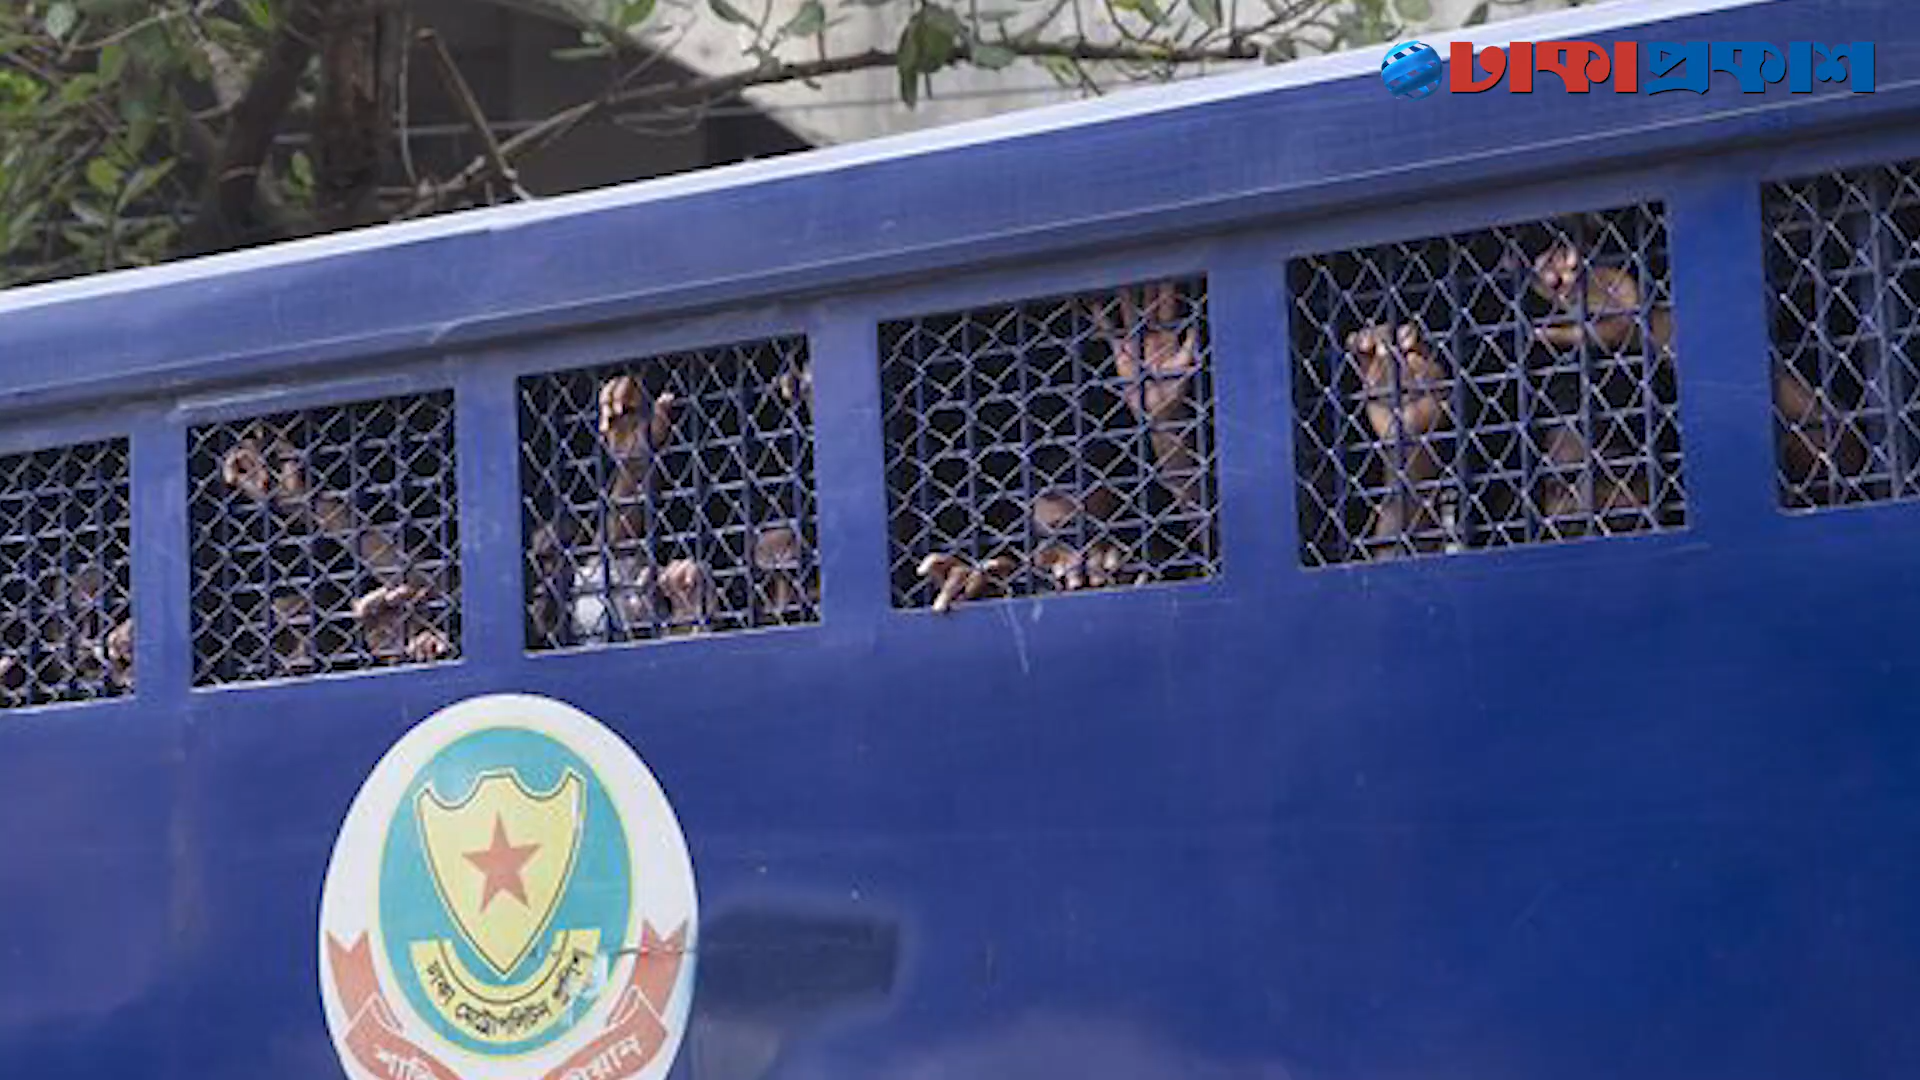 ঢাকাপ্রকাশ
ঢাকা মেট্রোপলিটন পুলিশ